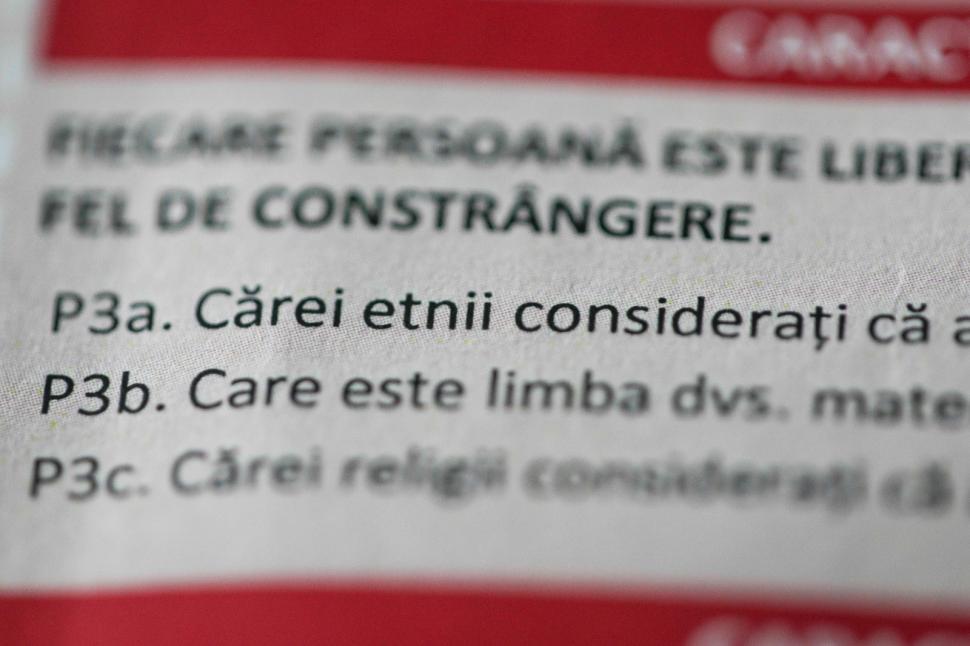 CARAC
FIECARE PERSOANĂ ESTE LIBER
FEL DE CONSTRÂNGERE.
P3a. Cărei etnii considerați că a
P3b. Care este limba dvs. mate
P3c. Cărei religii considerați că